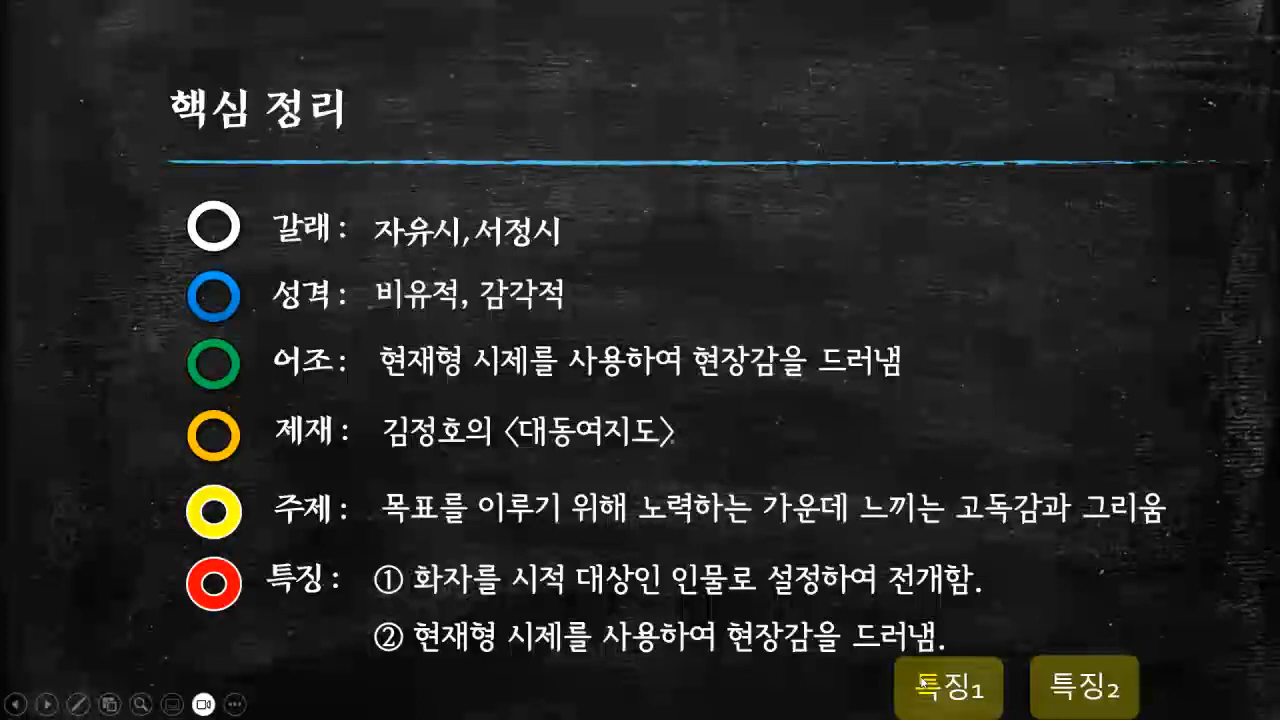 핵심 정리
갈래 : 자유시, 서정시
성격 : 비유적, 감각적
어조 : 현재형 시제를 사용하여 현장감을 드러냄
제재 : 김정호의 〈대동여지도〉
주제 : 목표를 이루기 위해 노력하는 가운데 느끼는 고독감과 그리움
특징 : ① 화자를 시적 대상인 인물로 설정하여 전개함.
② 현재형 시제를 사용하여 현장감을 드러냄.
특징1 특징2